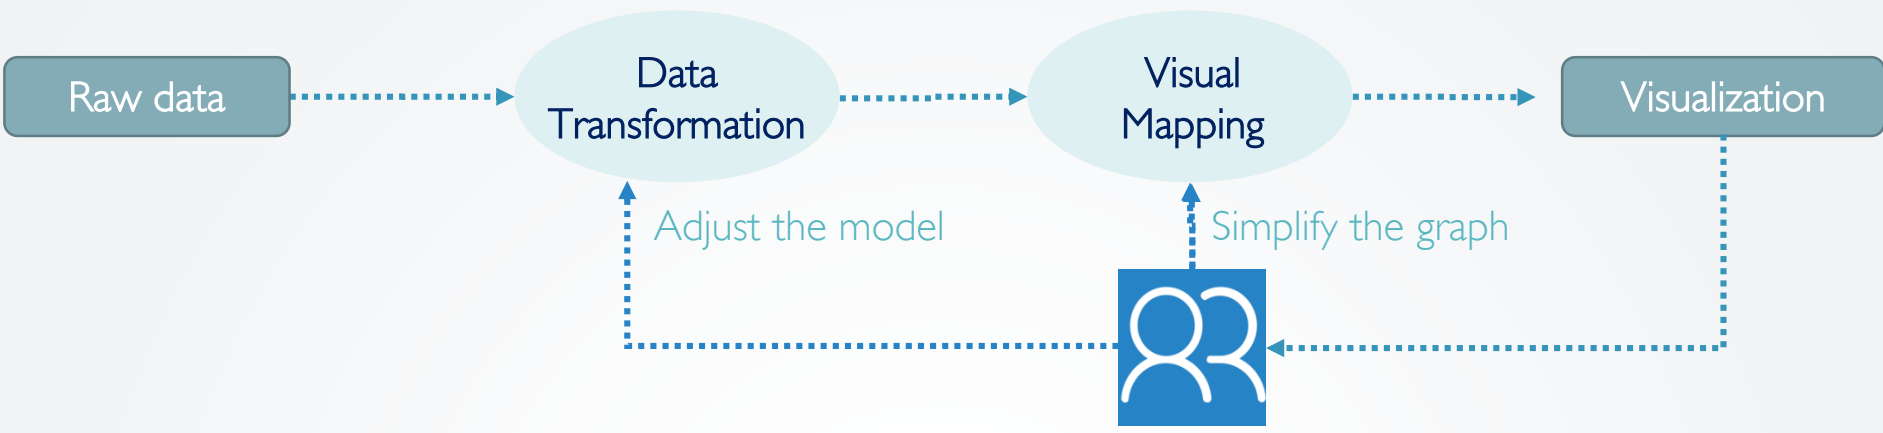 Raw data
Data
Transformation
Visual
Mapping
Visualization
Adjust the model
Simplify the graph